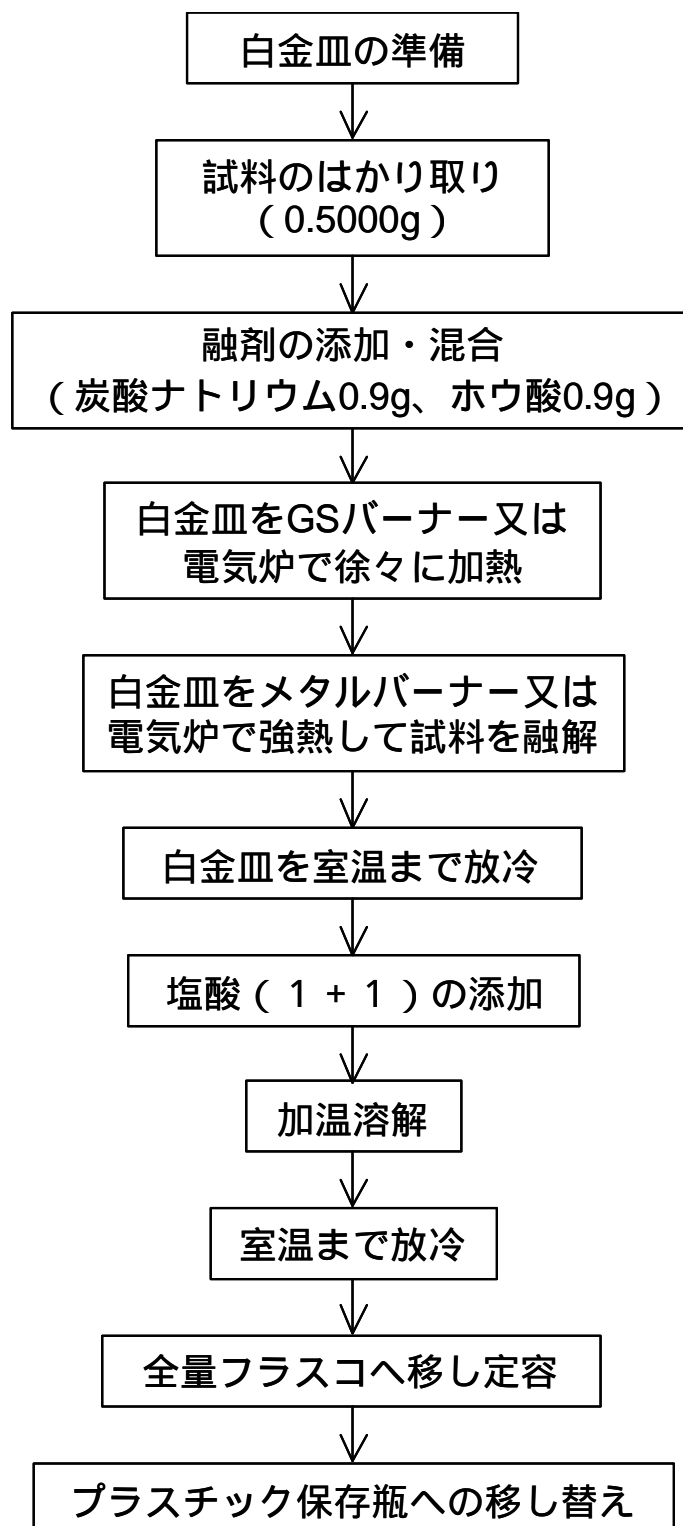 白金皿の準備
試料のはかり取り
（0.5000g）
融剤の添加・混合
（炭酸ナトリウム0.9g、ホウ酸0.9g）
白金皿をGSバーナー又は
電気炉で徐々に加熱
白金皿をメタルバーナー又は
電気炉で強熱して試料を融解
白金皿を室温まで放冷
塩酸（１+１）の添加
加温溶解
室温まで放冷
全量フラスコへ移し定容
プラスチック保存瓶への移し替え